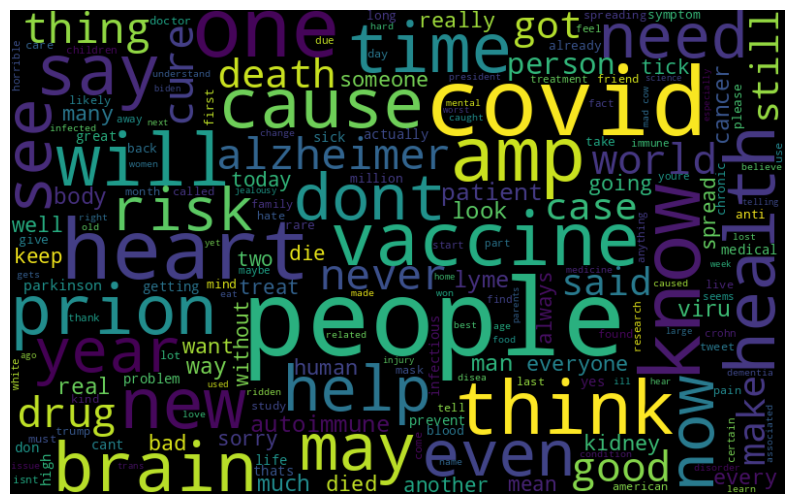 horrible
doctor
long
hard
due
spreading
symptom
thing
one
time
got
need
care
children
feel
already
still
say
cure
day
really
person
tick
understand
president
biden
death
someone
treatment
friend
science
likely
first
cause
covid
mental
fact
especially
cancer
many
infected
away
next
worst
caught
mad cow
please
see
great
change
sick
actually
take
immune
youre
use
will
back
women
alzheimer
amp
world
believe
body
today
jealousy
million
patient
going
chronic
telling
month
called
family
dont
look
case
spread
anti
health
well
right
old
hate
rare
risk
vaccine
know
lost
medical
keep
give
yet
two
die
start
part
anything
week
heart
never
lyme
said
home
medicine
caused
parkinson
getting
maybe
mind
treat
always
live
seems
gets
eat
made
won
find
parents
viru
prion
thank
people
infectious
found
large
crohn
year
ago
lot
want
without
human
related
best
age
food
research
man
everyone
tweet
dementia
white
real
problem
way
used
ridden
injury
mask
disea
yes
ill
hear
now
pain
drug
kind
new
love
study
help
last
think
make
associated
trump
autoimmune
prevent
tell
code
name
condition
kidney
certain
don
must
cant
bad
sorry
blood
even
mean
american
disorder
high
brain
life
may
good
every
issue
isnt
trans
thats
much
died
another
learn